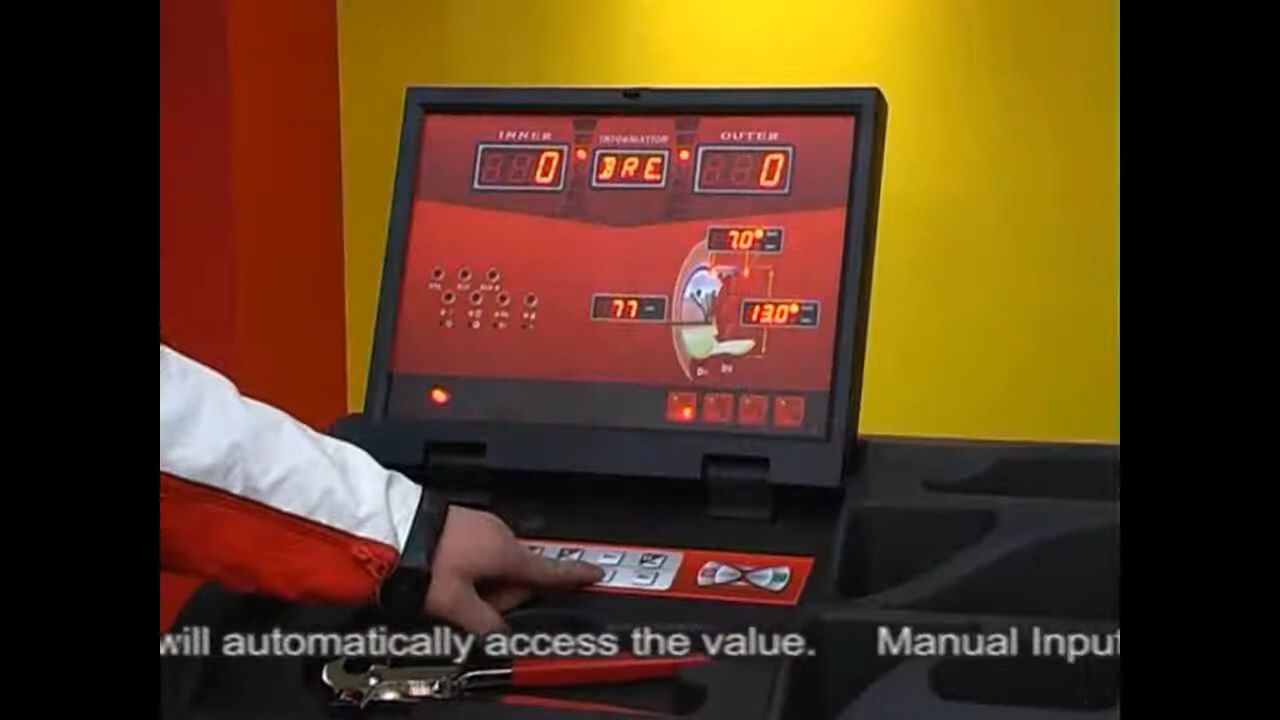 INNER INFORMATION OUTER
0 BRE 0
7.0
77
13.0
will automatically access the value. Manual Input